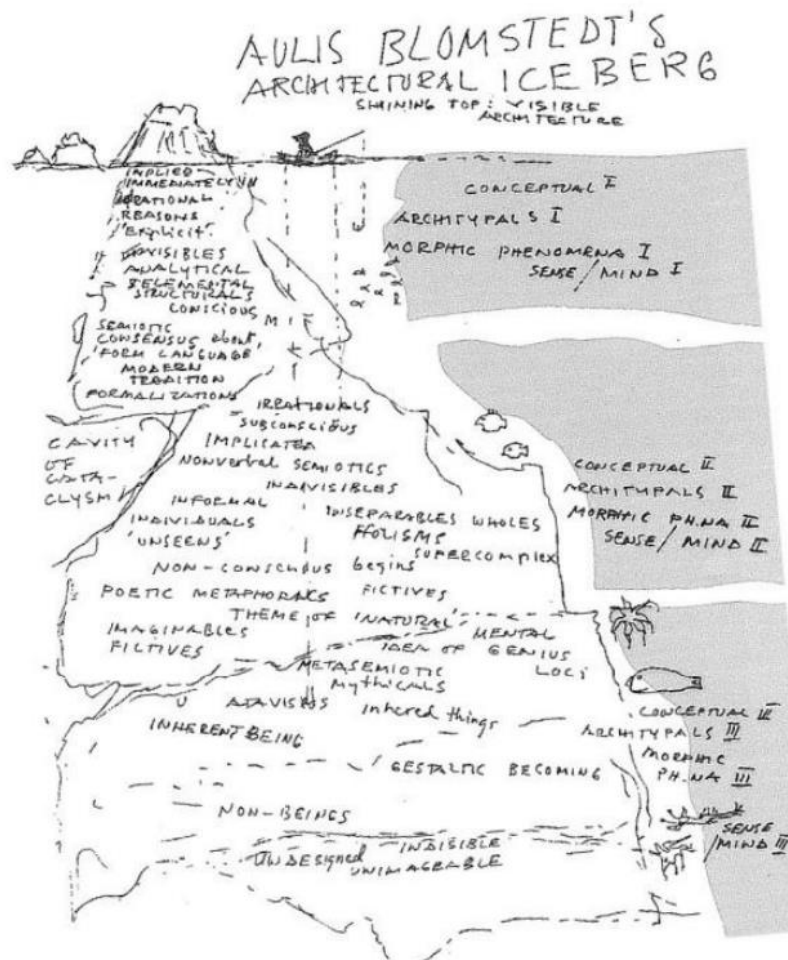 AULIS BLOMSTEDT'S
ARCHITECTURAL ICEBERG
SHINING TOP: VISIBLE
ARCHITECTURE
IMPLIED
IMMEDIATELY
RATIONAL
REASONS
"Explicit".
DIVISIBLES
ANALYTICAL
& ELEMENTAL
STRUCTURALS
CONSCIOUS
SEMIOTIC
CONSENSUS about,
'FORM LANGUAGE'
MODERN
TRADITION
FORMALIZATIONS
CAVITY
OF
CATA-
CLYSM
IRRATIONALS
SUBCONSCIOUS
IMPLICATED
NONVERBAL SEMIOTICS
INDIVISIBLES
INFORMAL
INDIVIDUALS
'UNSEENS'
INSEPARABLES WHOLES
HOLISMS
SUPERCOMPLEX
NON-CONSCIOUS begins
POETIC METAPHORICS FICTIVES
THEME OF 'NATURAL'
IMAGINABLES
FICTIVES
MENTAL
IDEA OF GENIUS
LOCI
METASEMIOTIC
Mythicals
ATAVISMS Inhered things
INHERENT BEING
GESTALTIC BECOMING
NON-BEINGS
INDISIBLE
UNDESIGNED
UNIMAGEABLE
CONCEPTUAL I
ARCHITYPALS I
MORPHIC PHENOMENA I
SENSE/MIND I
CONCEPTUAL II
ARCHITYPALS II
MORPHIC PH.NA II
SENSE/MIND II
CONCEPTUAL III
ARCHITYPALS III
MORPHIC
PH.NA III
SENSE
/MIND III